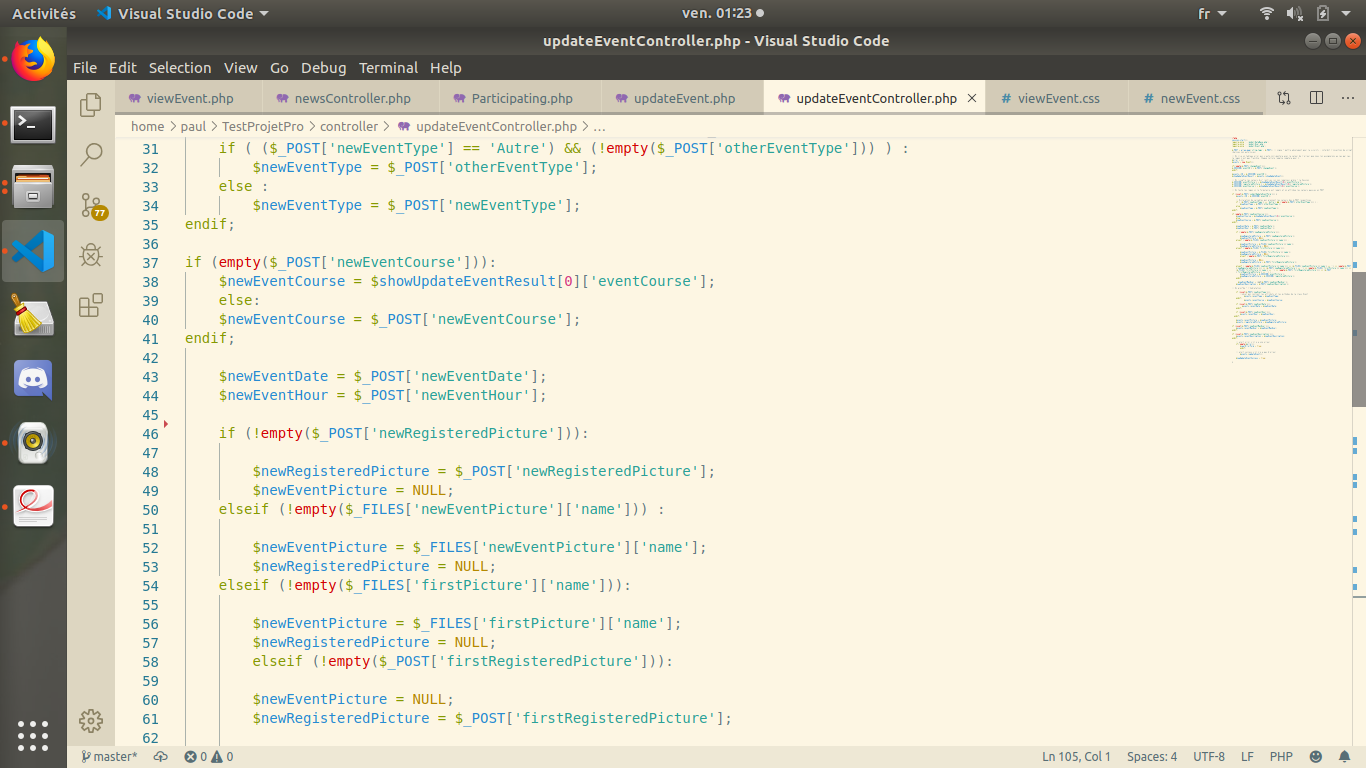 Activités
Visual Studio Code
ven. 01:23
fr
updateEventController.php - Visual Studio Code
File Edit Selection View Go Debug Terminal Help
viewEvent.php
newsController.php
Participating.php
updateEvent.php
updateEventController.php
# viewEvent.css
# newEvent.css
home > paul > TestProjetPro > controller > updateEventController.php > ...
77
31 if ( ($_POST['newEventType'] == 'Autre') && (!empty($_POST['otherEventType'])) ) :
32 $newEventType = $_POST['otherEventType'];
33 else :
34 $newEventType = $_POST['newEventType'];
35 endif;
36
37 if (empty($_POST['newEventCourse'])):
38 $newEventCourse = $showUpdateEventResult[0]['eventCourse'];
39 else:
40 $newEventCourse = $_POST['newEventCourse'];
41 endif;
42
43 $newEventDate = $_POST['newEventDate'];
44 $newEventHour = $_POST['newEventHour'];
45
46 if (!empty($_POST['newRegisteredPicture'])):
47
48 $newRegisteredPicture = $_POST['newRegisteredPicture'];
49 $newEventPicture = NULL;
50 elseif (!empty($_FILES['newEventPicture']['name'])) :
51
52 $newEventPicture = $_FILES['newEventPicture']['name'];
53 $newRegisteredPicture = NULL;
54 elseif (!empty($_FILES['firstPicture']['name'])):
55
56 $newEventPicture = $_FILES['firstPicture']['name'];
57 $newRegisteredPicture = NULL;
58 elseif (!empty($_POST['firstRegisteredPicture'])):
59
60 $newEventPicture = NULL;
61 $newRegisteredPicture = $_POST['firstRegisteredPicture'];
62
master* 0 0 Ln 105, Col 1 Spaces: 4 UTF-8 LF PHP